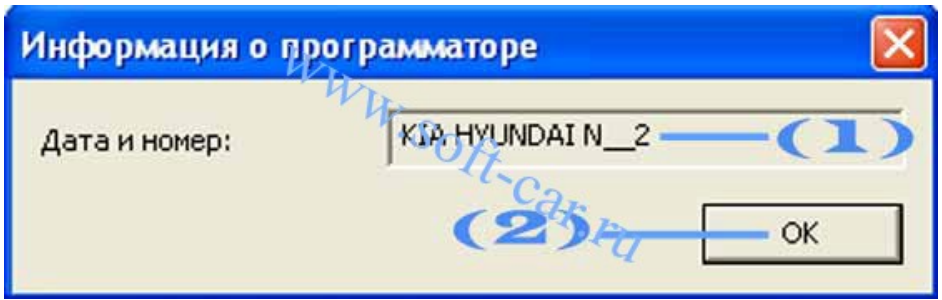 Информация о программаторе
Дата и номер: KIA HYUNDAI N__2 (1)
(2) OK
www.soft-car.ru